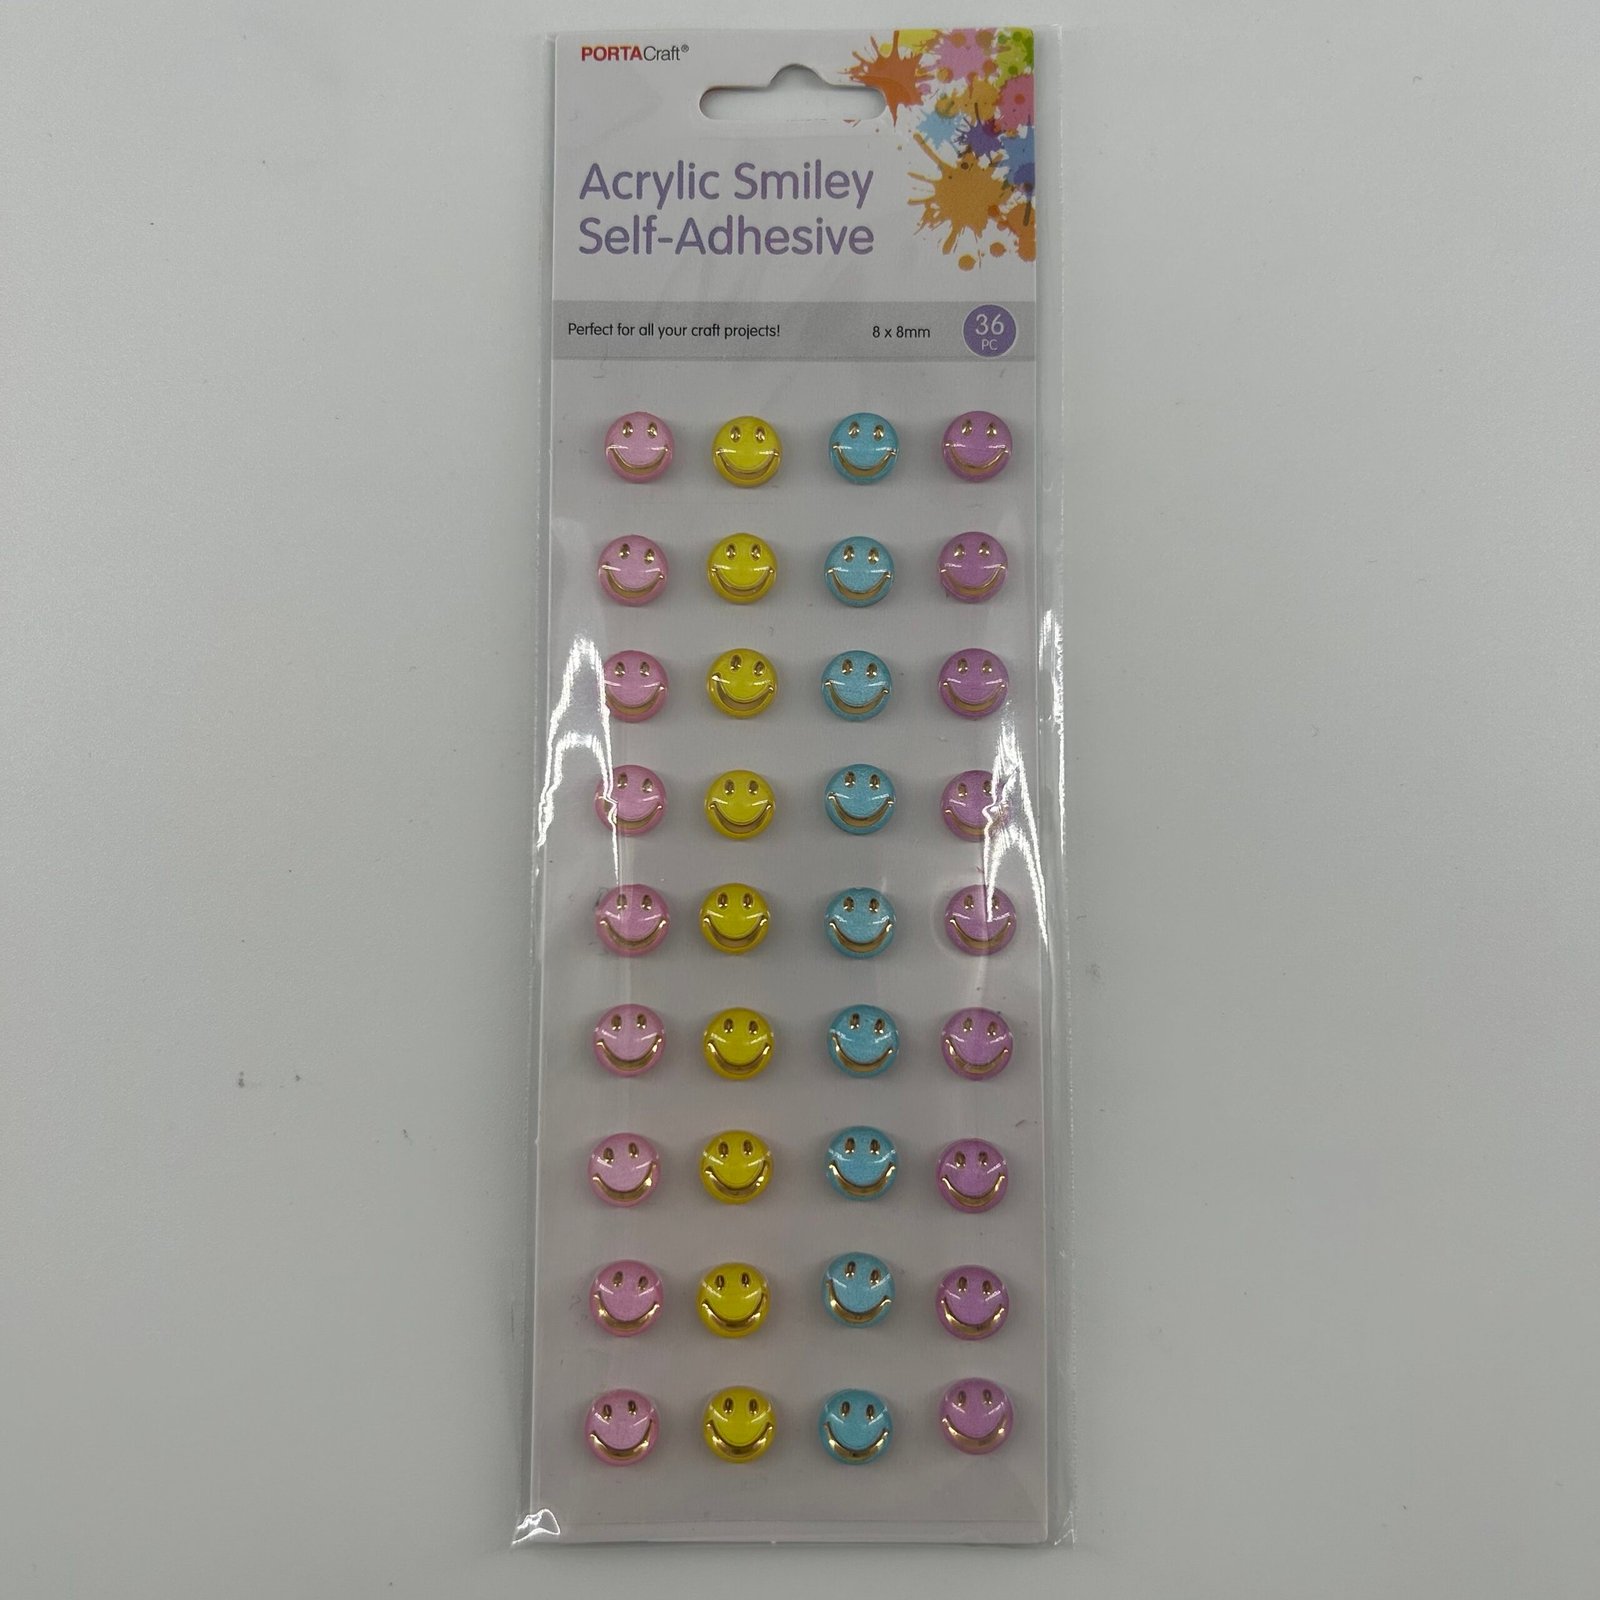 PORTACraft®
Acrylic Smiley
Self-Adhesive
Perfect for all your craft projects!
8 x 8mm
36
PC